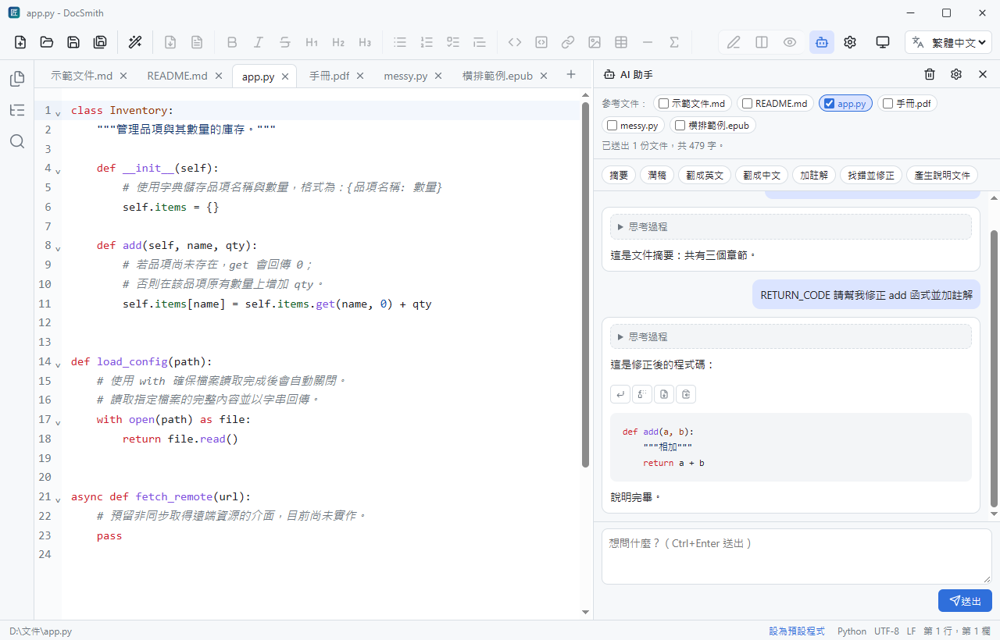 app.py - DocSmith
B I S H1 H2 H3 繁體中文
示範文件.md README.md app.py 手冊.pdf messy.py 橫排範例.epub
1 class Inventory:
2 """管理品項與其數量的庫存。"""
3
4 def __init__(self):
5 # 使用字典儲存品項名稱與數量，格式為：{品項名稱: 數量}
6 self.items = {}
7
8 def add(self, name, qty):
9 # 若品項尚未存在，get 會回傳 0；
10 # 否則在該品項原有數量上增加 qty。
11 self.items[name] = self.items.get(name, 0) + qty
12
13
14 def load_config(path):
15 # 使用 with 確保檔案讀取完成後會自動關閉。
16 # 讀取指定檔案的完整內容並以字串回傳。
17 with open(path) as file:
18 return file.read()
19
20
21 async def fetch_remote(url):
22 # 預留非同步取得遠端資源的介面，目前尚未實作。
23 pass
24
AI 助手
參考文件： 示範文件.md README.md app.py 手冊.pdf
messy.py 橫排範例.epub
已送出 1 份文件，共 479 字。
摘要 潤稿 翻成英文 翻成中文 加註解 找錯並修正 產生說明文件
思考過程
這是文件摘要：共有三個章節。
RETURN_CODE 請幫我修正 add 函式並加註解
思考過程
這是修正後的程式碼：
def add(a, b):
"""相加"""
return a + b
說明完畢。
想問什麼？（Ctrl+Enter 送出）
送出
D:\文件\app.py
設為預設程式 Python UTF-8 LF 第 1 行，第 1 欄